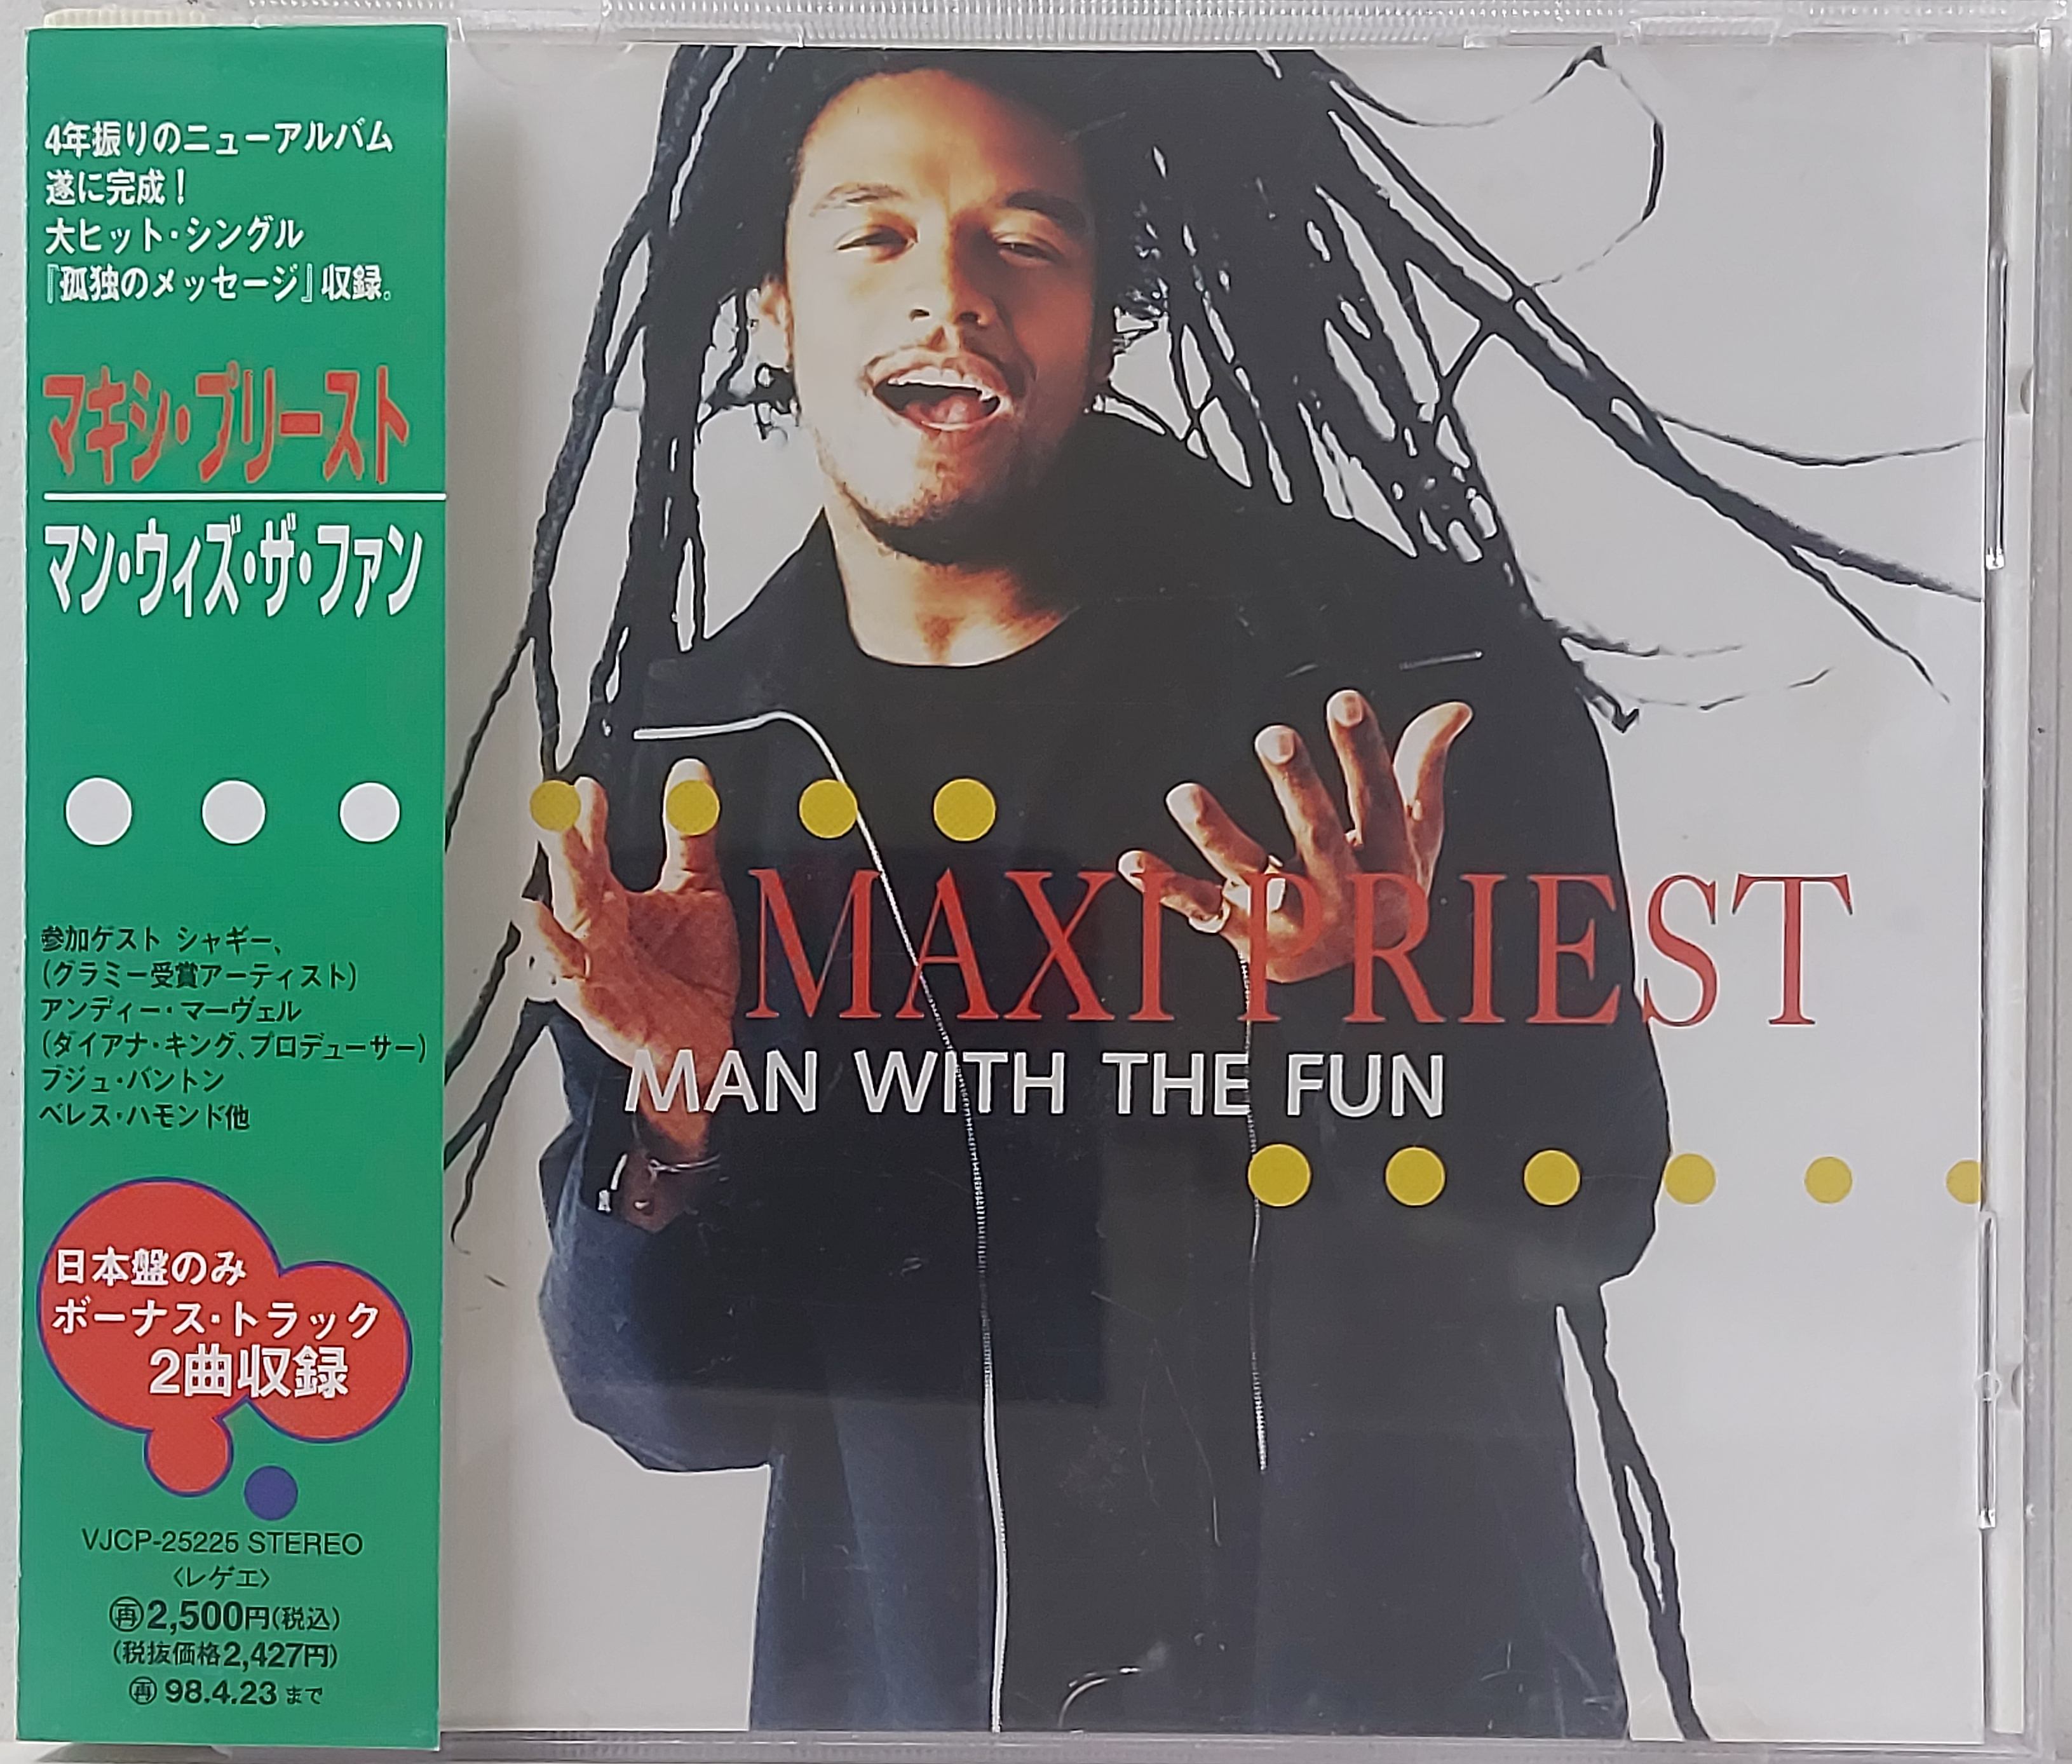 4年振りのニューアルバム
遂に完成！
大ヒット・シングル
『孤独のメッセージ』収録。
マキシ・プリースト
マン・ウィズ・ザ・ファン
参加ゲスト シャギー、
(グラミー受賞アーティスト)
アンディー・マーヴェル
(ダイアナ・キング、プロデューサー)
ブジュ・バントン
ベレス・ハモンド他
日本盤のみ
ボーナス・トラック
2曲収録
VJCP-25225 STEREO
〈レゲエ〉
㊢2,500円(税込)
(税抜価格2,427円)
㊢ 98.4.23 まで
MAXI PRIEST
MAN WITH THE FUN